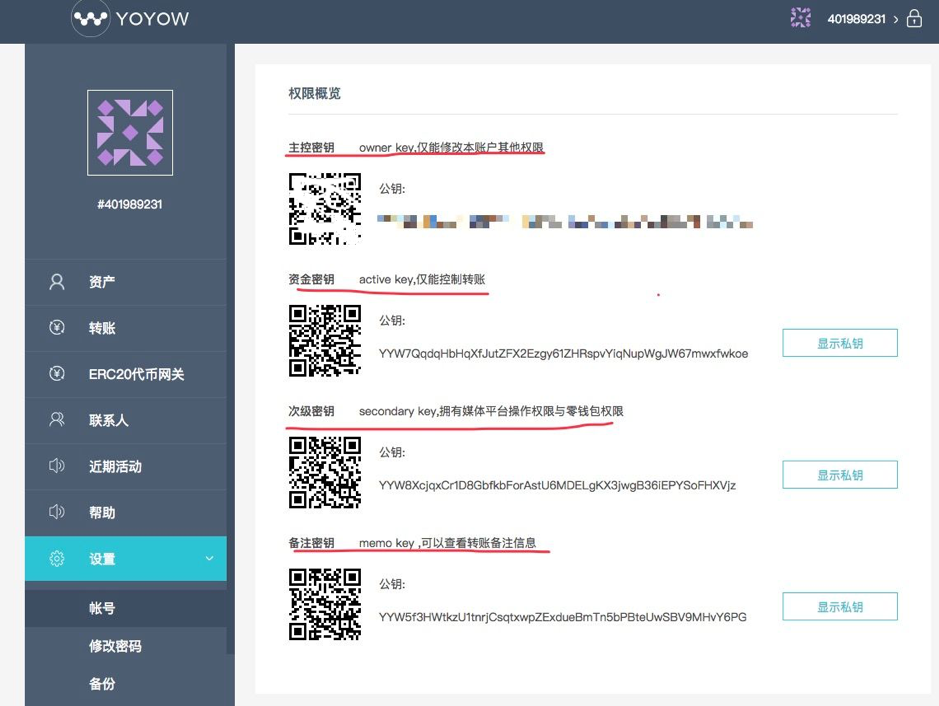 YOYOW
401989231
#401989231
资产
转账
ERC20代币网关
联系人
近期活动
帮助
设置
帐号
修改密码
备份
权限概览
主控密钥 owner key,仅能修改本账户其他权限
公钥:
资金密钥 active key,仅能控制转账
公钥:
YYW7QqdqHbHqXfJutZFX2Ezgy61ZHRspvYiqNupWgJW67mwxfwkoe
显示私钥
次级密钥 secondary key,拥有媒体平台操作权限与零钱包权限
公钥:
YYW8XcjqxCr1D8GbfkbForAstU6MDELgKX3jwgB36iEPYSoFHXVjz
显示私钥
备注密钥 memo key ,可以查看转账备注信息
公钥:
YYW5f3HWtkzU1tnrjCsqtxwpZExdueBmTn5bPBteUwSBV9MHvY6PG
显示私钥